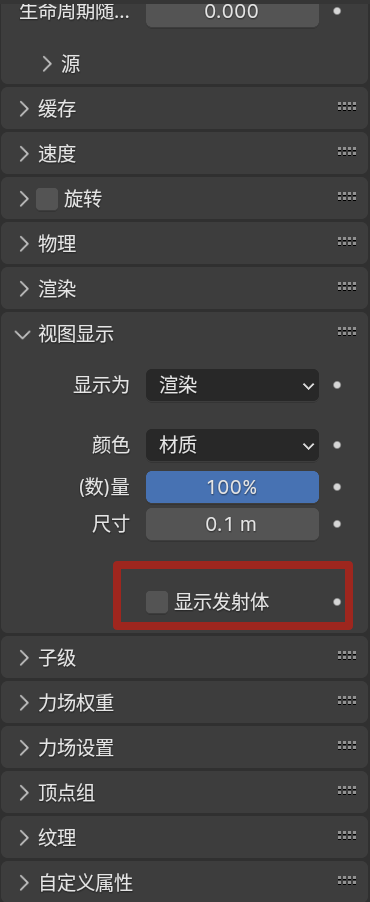 生命周期随... 0.000
源
缓存
速度
旋转
物理
渲染
视图显示
显示为 渲染
颜色 材质
(数)量 100%
尺寸 0.1 m
显示发射体
子级
力场权重
力场设置
顶点组
纹理
自定义属性